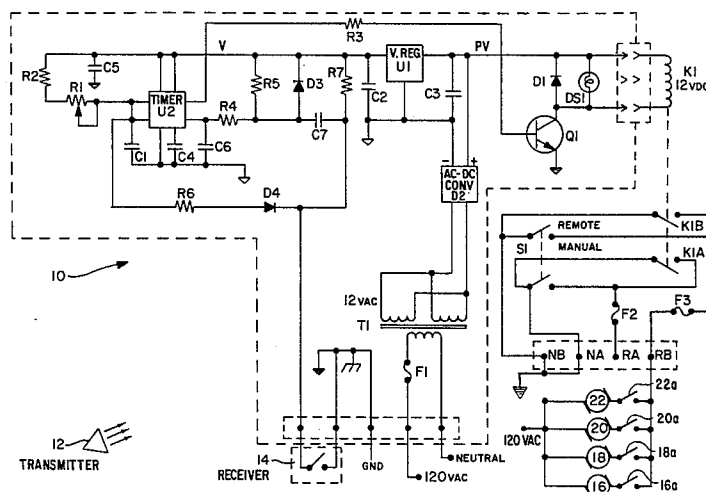 R3
V
V. REG
U1
PV
R2
C5
R1
TIMER
U2
R5
D3
R7
C2
C3
D1
DS1
K1
12VDC
R4
C7
Q1
C1
C4
C6
R6
D4
-
+
AC-DC
CONV
D2
S1
REMOTE
MANUAL
K1B
K1A
10
12VAC
T1
F2
F3
F1
NB
NA
RA
RB
22
22a
20
20a
120VAC
18
18a
16
16a
12
TRANSMITTER
14
RECEIVER
GND
120VAC
NEUTRAL